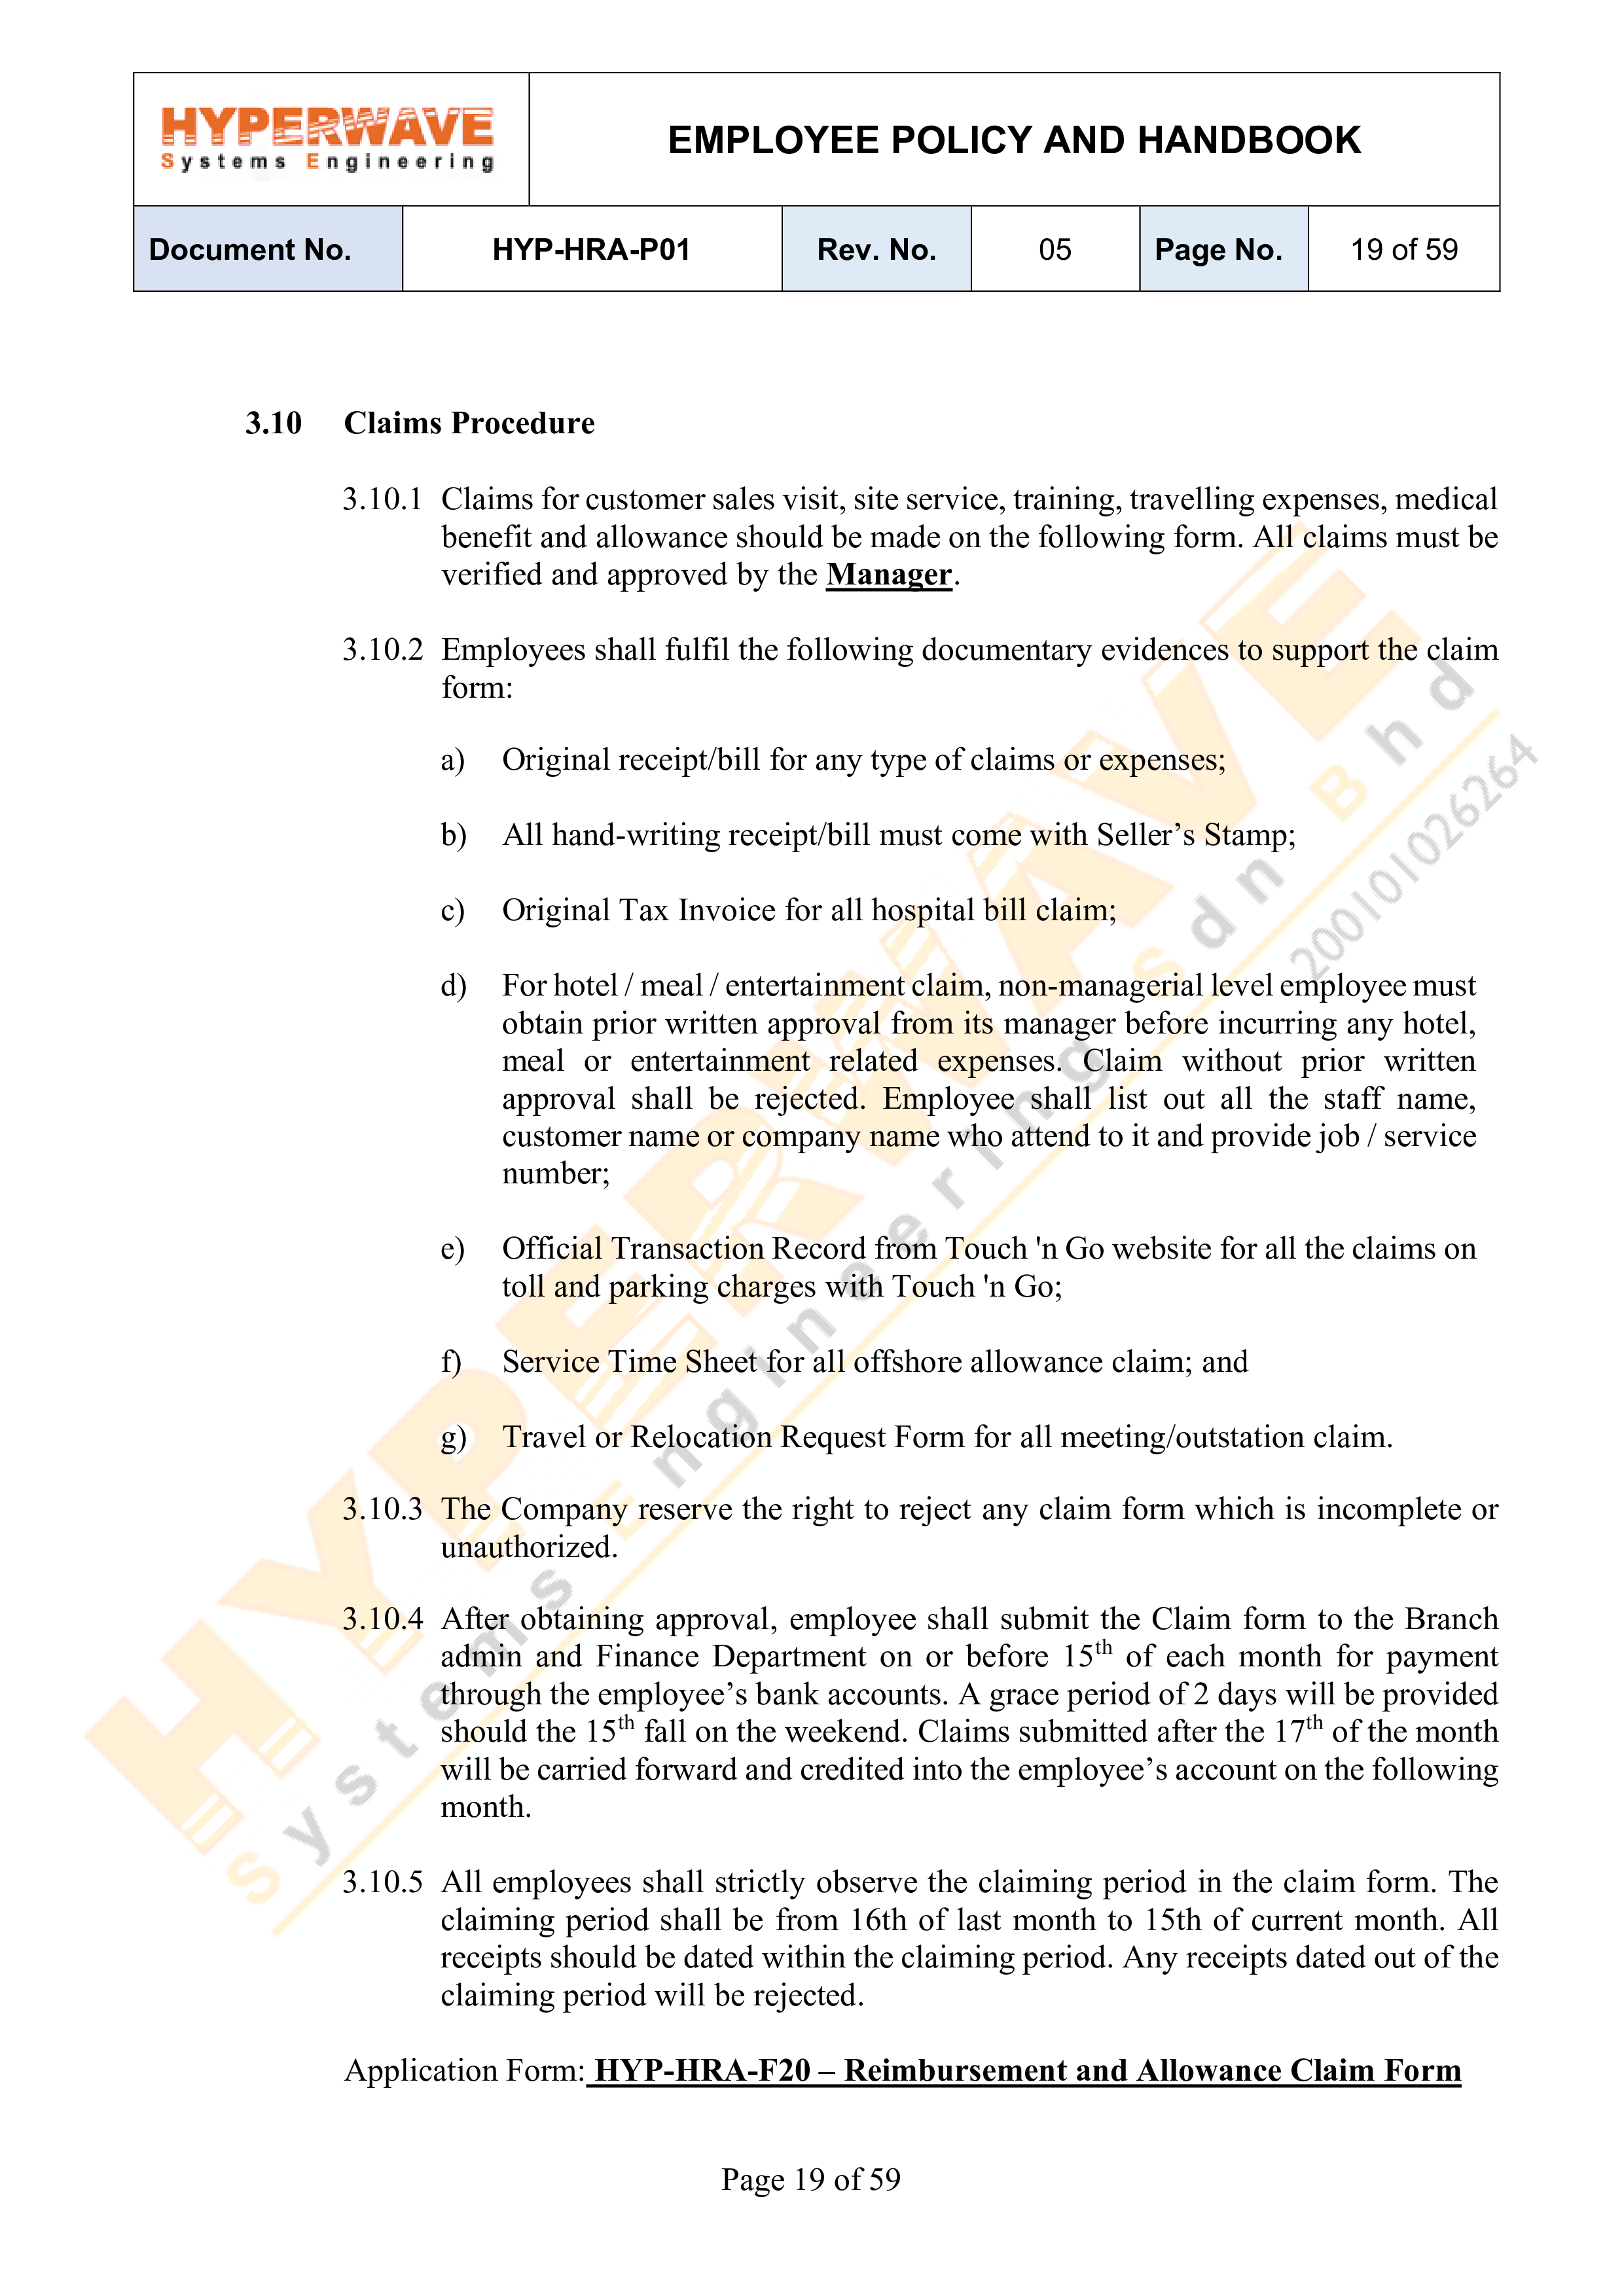 HYPERWAVE
Systems Engineering
EMPLOYEE POLICY AND HANDBOOK
Document No. HYP-HRA-P01 Rev. No. 05 Page No. 19 of 59
3.10 Claims Procedure
3.10.1 Claims for customer sales visit, site service, training, travelling expenses, medical
benefit and allowance should be made on the following form. All claims must be
verified and approved by the Manager.
3.10.2 Employees shall fulfil the following documentary evidences to support the claim
form:
a) Original receipt/bill for any type of claims or expenses;
b) All hand-writing receipt/bill must come with Seller’s Stamp;
c) Original Tax Invoice for all hospital bill claim;
d) For hotel / meal / entertainment claim, non-managerial level employee must
obtain prior written approval from its manager before incurring any hotel,
meal or entertainment related expenses. Claim without prior written
approval shall be rejected. Employee shall list out all the staff name,
customer name or company name who attend to it and provide job / service
number;
e) Official Transaction Record from Touch 'n Go website for all the claims on
toll and parking charges with Touch 'n Go;
f) Service Time Sheet for all offshore allowance claim; and
g) Travel or Relocation Request Form for all meeting/outstation claim.
3.10.3 The Company reserve the right to reject any claim form which is incomplete or
unauthorized.
3.10.4 After obtaining approval, employee shall submit the Claim form to the Branch
admin and Finance Department on or before 15th of each month for payment
through the employee’s bank accounts. A grace period of 2 days will be provided
should the 15th fall on the weekend. Claims submitted after the 17th of the month
will be carried forward and credited into the employee’s account on the following
month.
3.10.5 All employees shall strictly observe the claiming period in the claim form. The
claiming period shall be from 16th of last month to 15th of current month. All
receipts should be dated within the claiming period. Any receipts dated out of the
claiming period will be rejected.
Application Form: HYP-HRA-F20 – Reimbursement and Allowance Claim Form
Page 19 of 59
HYPERWAVE
Systems Engineering Sdn Bhd
200101026264